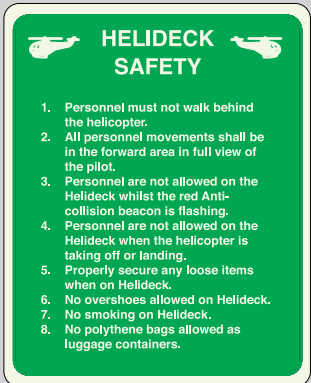 HELIDECK
SAFETY
1. Personnel must not walk behind
the helicopter.
2. All personnel movements shall be
in the forward area in full view of
the pilot.
3. Personnel are not allowed on the
Helideck whilst the red Anti-
collision beacon is flashing.
4. Personnel are not allowed on the
Helideck when the helicopter is
taking off or landing.
5. Properly secure any loose items
when on Helideck.
6. No overshoes allowed on Helideck.
7. No smoking on Helideck.
8. No polythene bags allowed as
luggage containers.